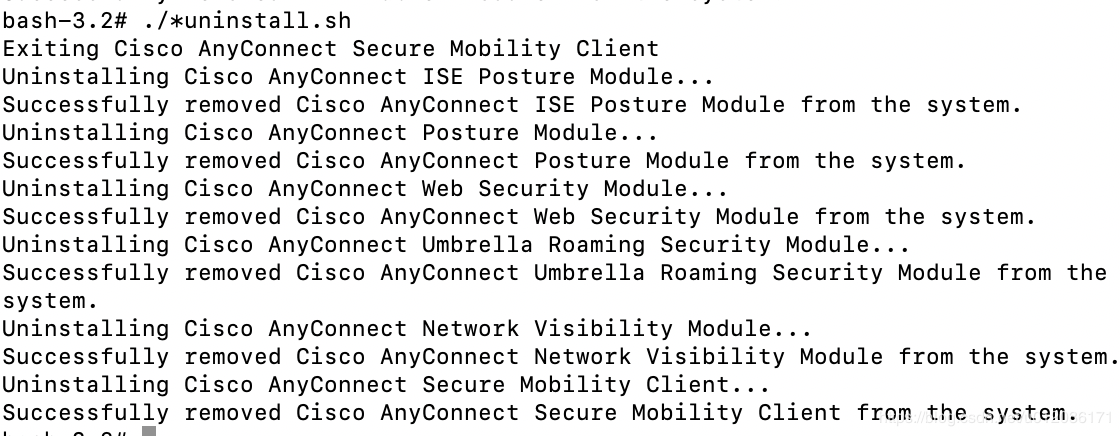 bash-3.2# ./*uninstall.sh
Exiting Cisco AnyConnect Secure Mobility Client
Uninstalling Cisco AnyConnect ISE Posture Module...
Successfully removed Cisco AnyConnect ISE Posture Module from the system.
Uninstalling Cisco AnyConnect Posture Module...
Successfully removed Cisco AnyConnect Posture Module from the system.
Uninstalling Cisco AnyConnect Web Security Module...
Successfully removed Cisco AnyConnect Web Security Module from the system.
Uninstalling Cisco AnyConnect Umbrella Roaming Security Module...
Successfully removed Cisco AnyConnect Umbrella Roaming Security Module from the
system.
Uninstalling Cisco AnyConnect Network Visibility Module...
Successfully removed Cisco AnyConnect Network Visibility Module from the system.
Uninstalling Cisco AnyConnect Secure Mobility Client...
Successfully removed Cisco AnyConnect Secure Mobility Client from the system.
bash-3.2#